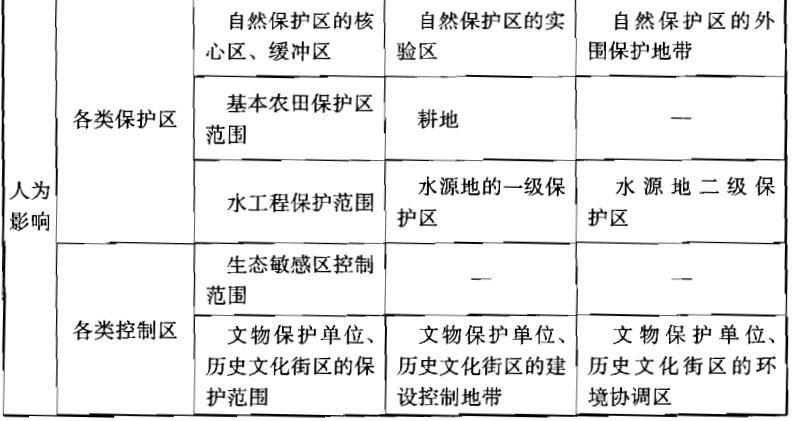 自然保护区的核
心区、缓冲区
自然保护区的实
验区
自然保护区的外
围保护地带
各类保护区
基本农田保护区
范围
耕地
—
人为
影响
水工程保护范围
水源地的一级保
护区
水源地二级保
护区
各类控制区
生态敏感区控制
范围
—
—
文物保护单位、
历史文化街区的保
护范围
文物保护单位、
历史文化街区的建
设控制地带
文物保护单位、
历史文化街区的环
境协调区